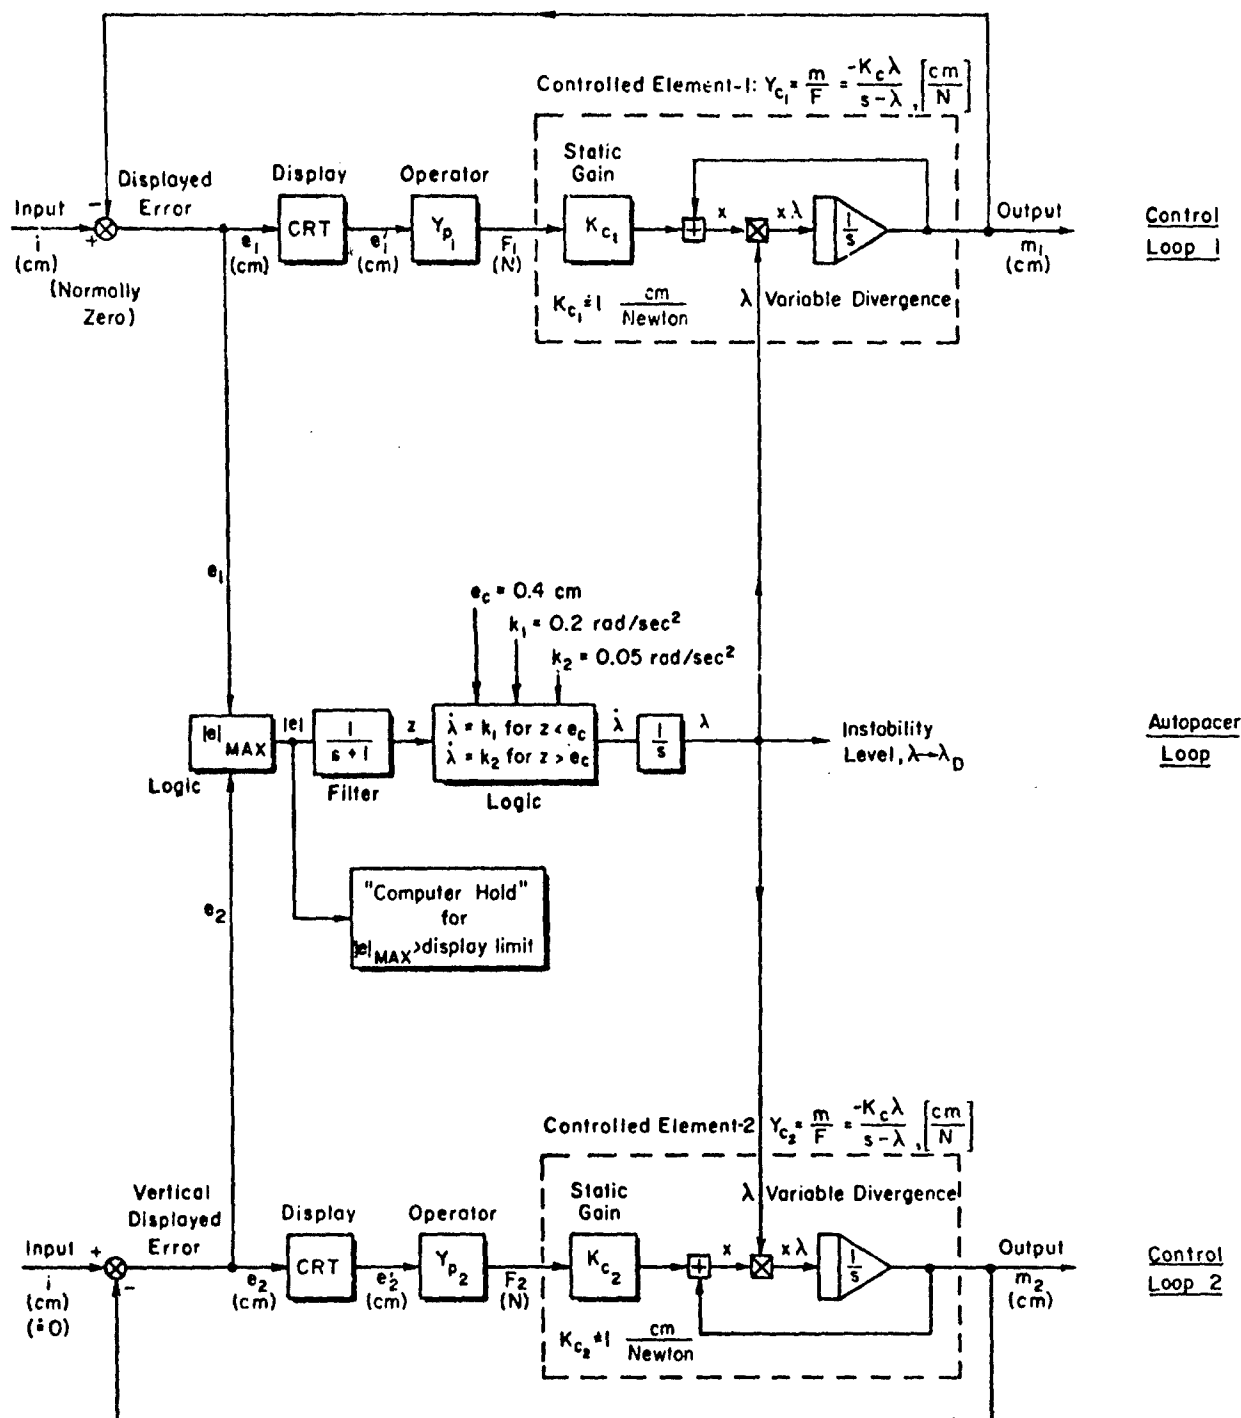 Controlled Element-1: Y_c1 = m/F = -K_c λ/(s-λ), [cm/N]
Static
Gain
Display
Operator
Displayed
Error
Input
i
(cm)
(Normally
Zero)
-
+
e1
(cm)
CRT
e1'
(cm)
Y_p1
F1
(N)
K_c1
+
x
xλ
1/s
Output
m1
(cm)
Control
Loop 1
K_c1 ≐ 1 cm/Newton
λ Variable Divergence
e1
e_c = 0.4 cm
k1 = 0.2 rad/sec²
k2 = 0.05 rad/sec²
|e|MAX
Logic
|e|
1/(s+1)
Filter
z
λ̇ = k1 for z < e_c
λ̇ = k2 for z > e_c
Logic
λ̇
1/s
λ
Instability
Level, λ→λ_D
Autopacer
Loop
e2
"Computer Hold"
for
|e|MAX >display limit
Controlled Element-2 Y_c2 = m/F = -K_c λ/(s-λ), [cm/N]
λ Variable Divergence
Static
Gain
Display
Operator
Vertical
Displayed
Error
Input
i
(cm)
(≐0)
+
-
e2
(cm)
CRT
e2'
(cm)
Y_p2
F2
(N)
K_c2
+
x
xλ
1/s
Output
m2
(cm)
Control
Loop 2
K_c2 ≐ 1 cm/Newton